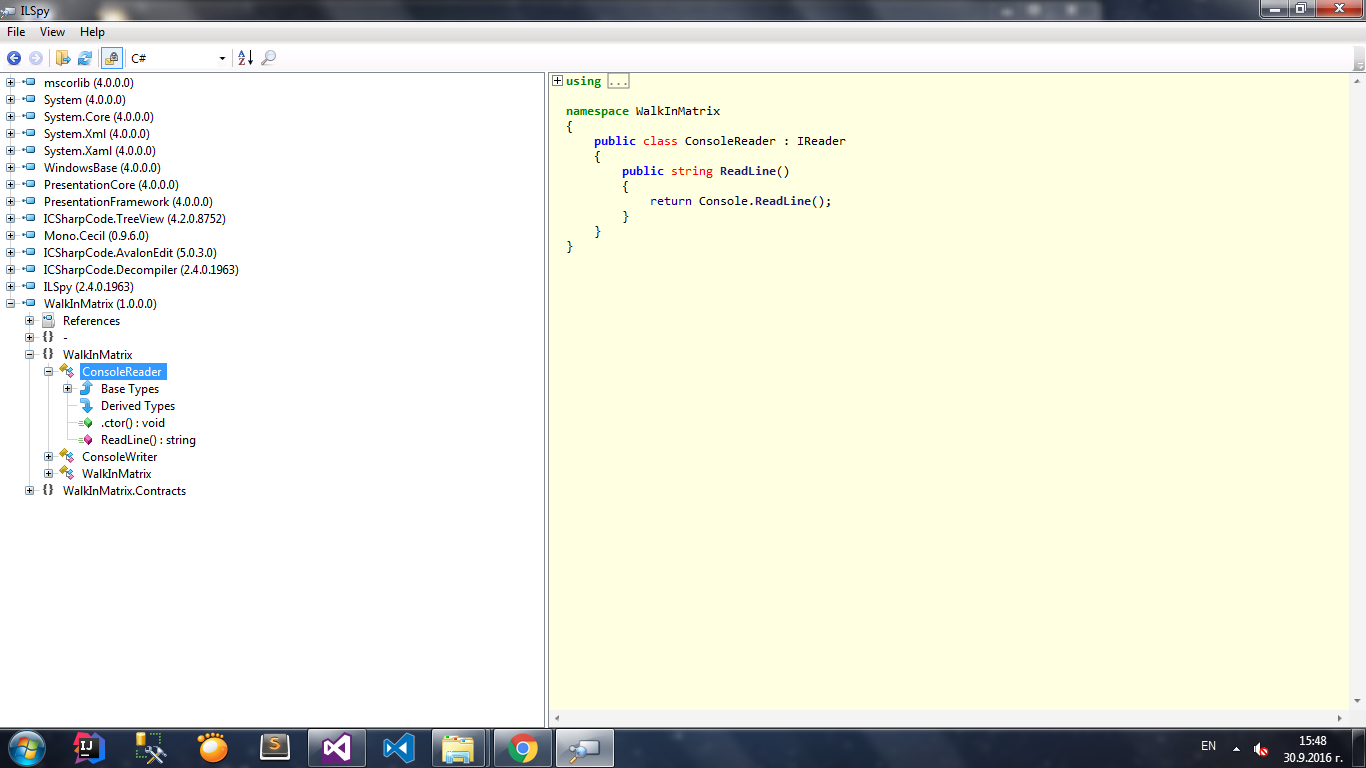 ILSpy
File View Help
C#
mscorlib (4.0.0.0)
System (4.0.0.0)
System.Core (4.0.0.0)
System.Xml (4.0.0.0)
System.Xaml (4.0.0.0)
WindowsBase (4.0.0.0)
PresentationCore (4.0.0.0)
PresentationFramework (4.0.0.0)
ICSharpCode.TreeView (4.2.0.8752)
Mono.Cecil (0.9.6.0)
ICSharpCode.AvalonEdit (5.0.3.0)
ICSharpCode.Decompiler (2.4.0.1963)
ILSpy (2.4.0.1963)
WalkInMatrix (1.0.0.0)
References
{} -
{} WalkInMatrix
ConsoleReader
Base Types
Derived Types
.ctor() : void
ReadLine() : string
ConsoleWriter
WalkInMatrix
{} WalkInMatrix.Contracts
using ...
namespace WalkInMatrix
{
public class ConsoleReader : IReader
{
public string ReadLine()
{
return Console.ReadLine();
}
}
}
EN
15:48
30.9.2016 г.